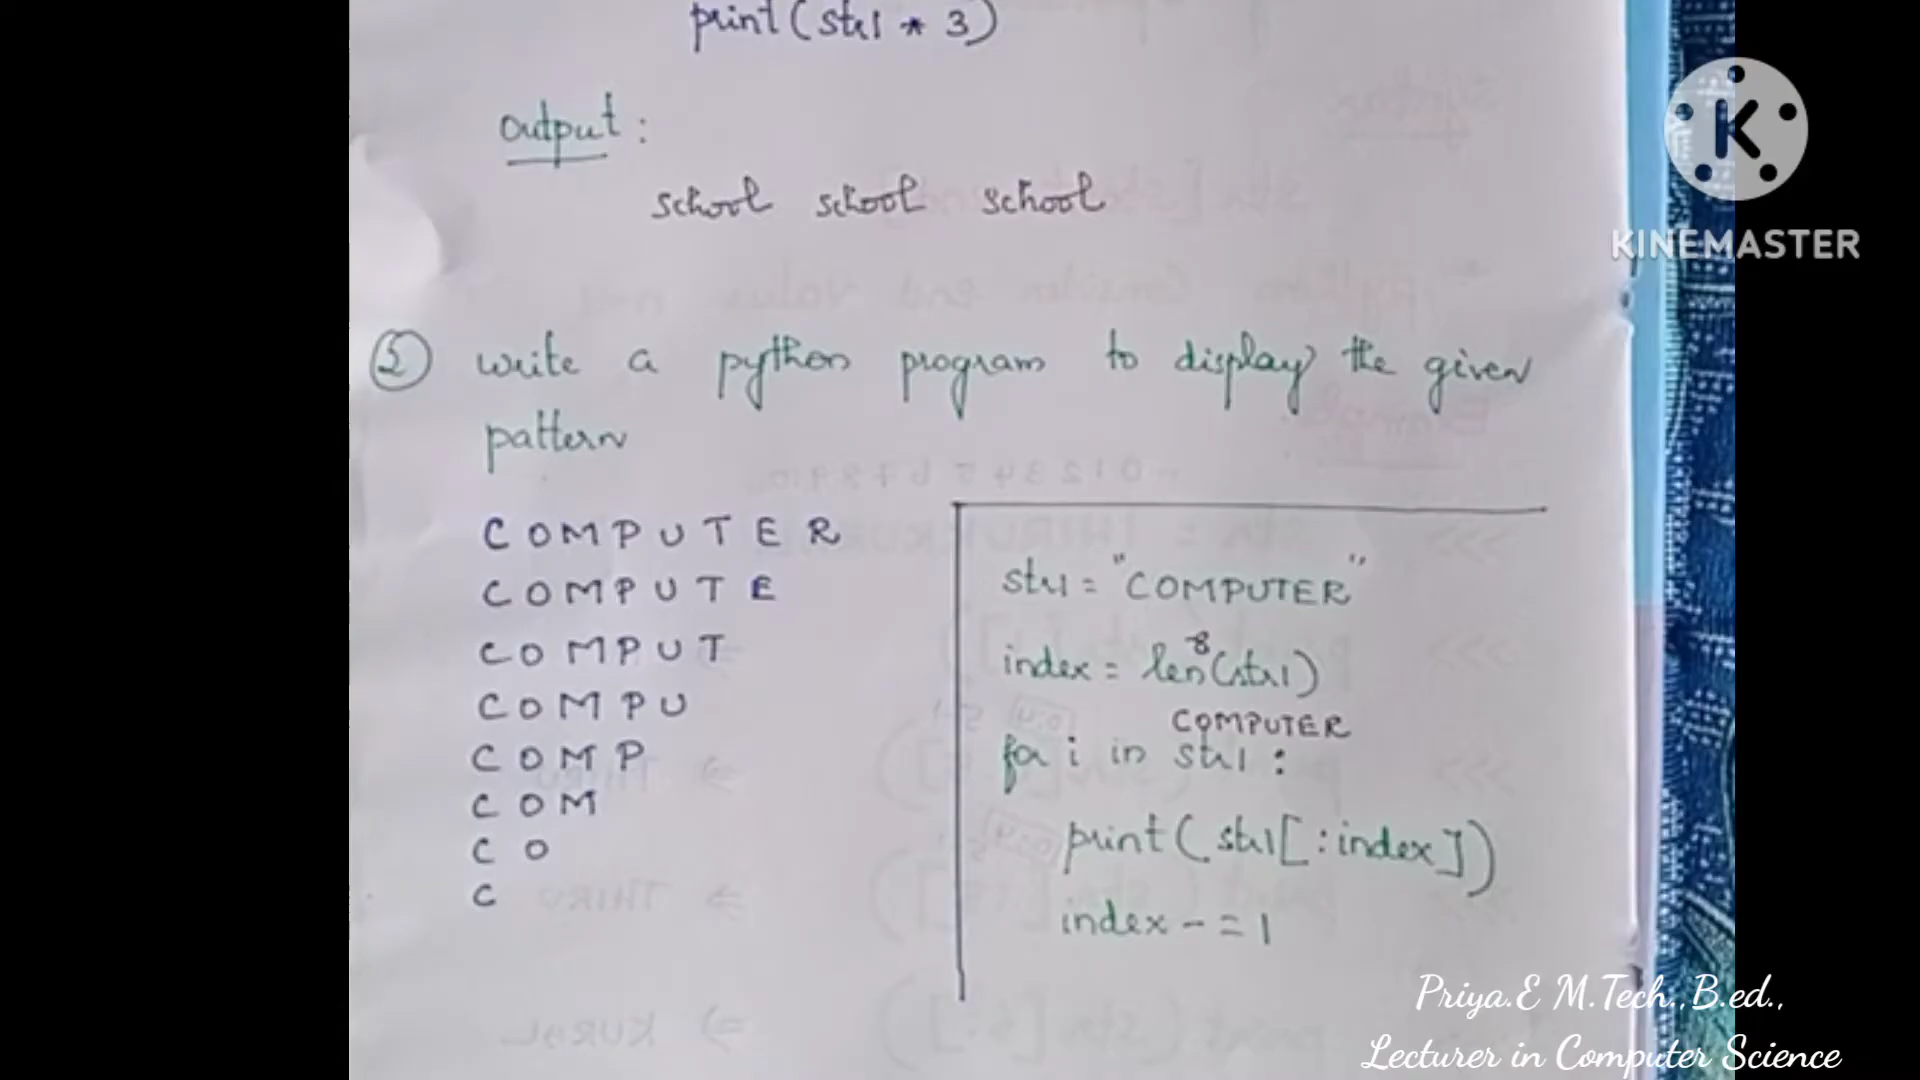 print(str1 * 3)
Output :
school school school
KINEMASTER
5 write a python program to display the given
pattern
COMPUTER
COMPUTE
COMPUT
COMPU
COMP
COM
CO
C
str1 = "COMPUTER"
8
index = len(str1)
COMPUTER
for i in str1 :
print(str1[:index])
index -= 1
Priya.E M.Tech.,B.ed.,
Lecturer in Computer Science